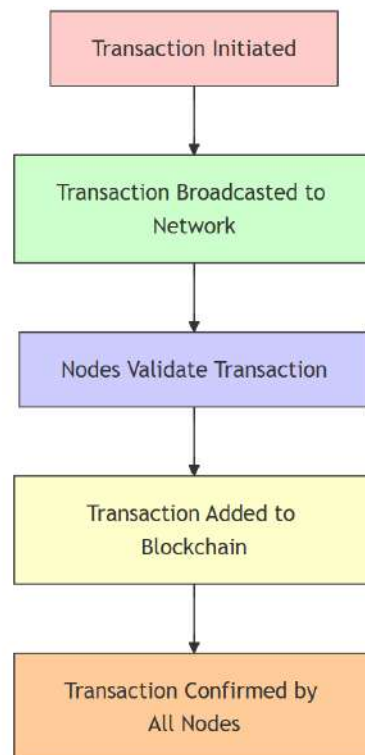 Transaction Initiated
Transaction Broadcasted to
Network
Nodes Validate Transaction
Transaction Added to
Blockchain
Transaction Confirmed by
All Nodes